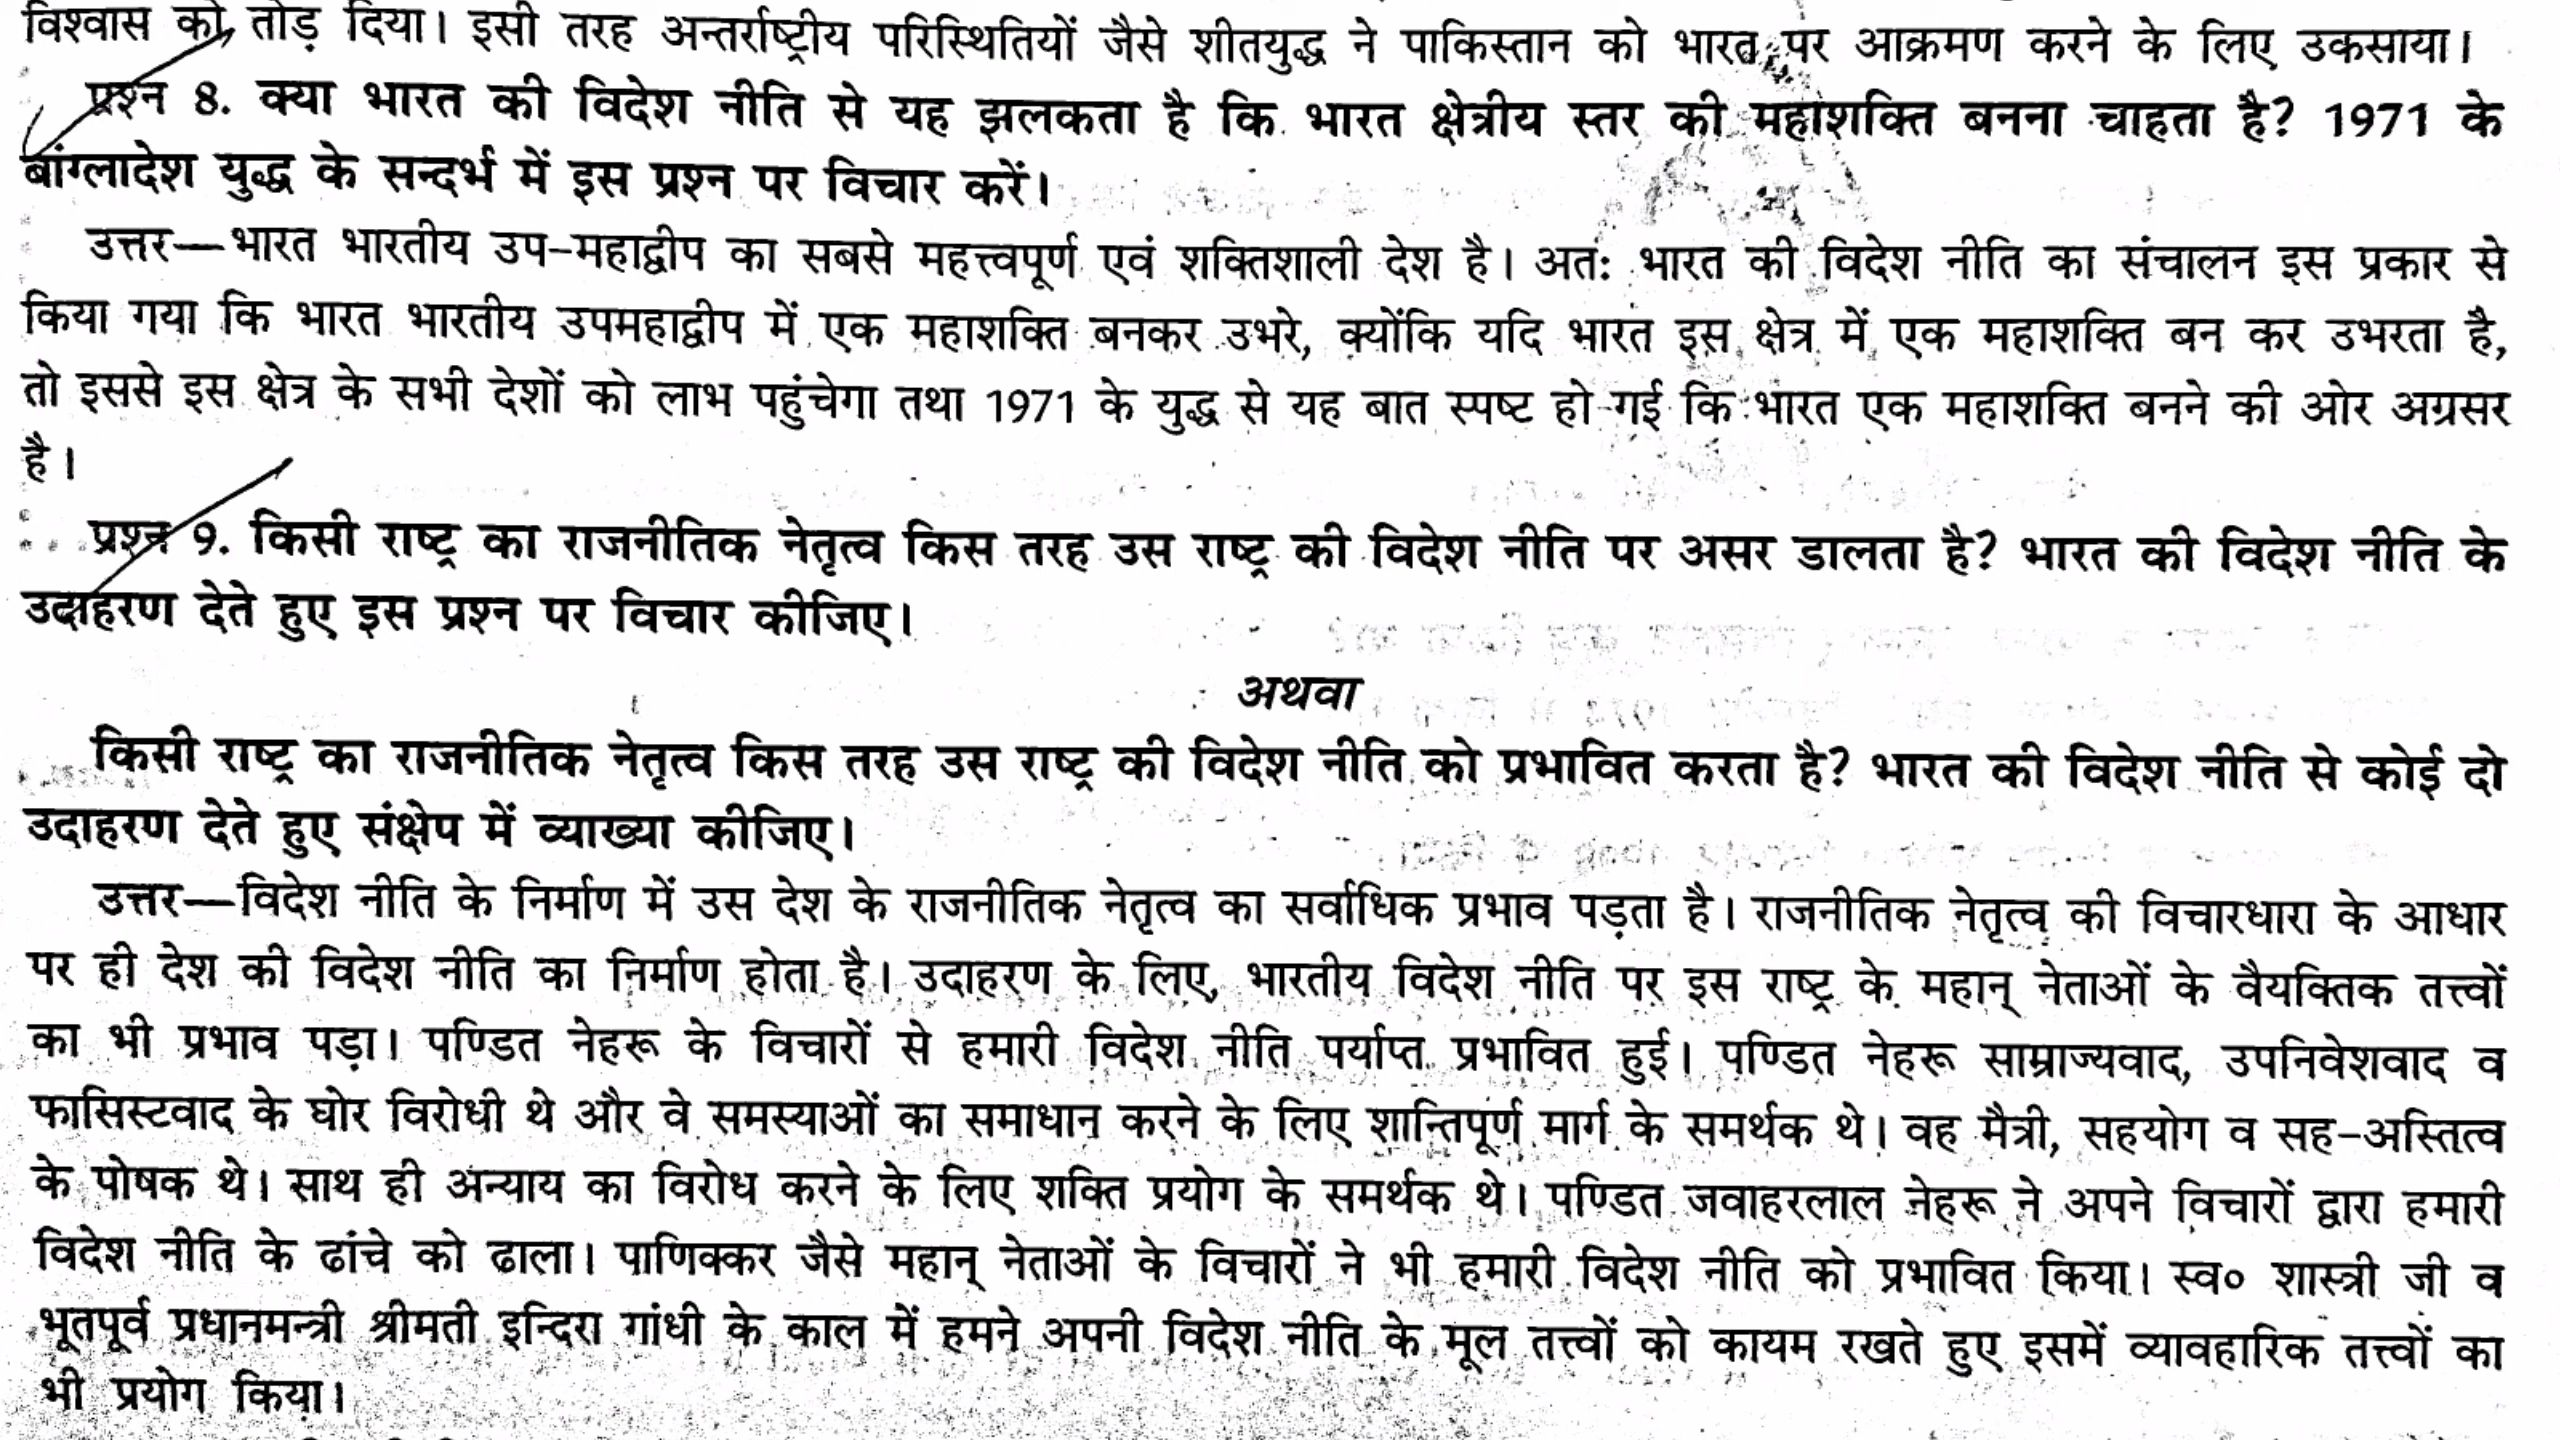 विश्वास को तोड़ दिया। इसी तरह अन्तर्राष्ट्रीय परिस्थितियों जैसे शीतयुद्ध ने पाकिस्तान को भारत पर आक्रमण करने के लिए उकसाया।
प्रश्न 8. क्या भारत की विदेश नीति से यह झलकता है कि भारत क्षेत्रीय स्तर की महाशक्ति बनना चाहता है? 1971 के
बांग्लादेश युद्ध के सन्दर्भ में इस प्रश्न पर विचार करें।
उत्तर—भारत भारतीय उप-महाद्वीप का सबसे महत्त्वपूर्ण एवं शक्तिशाली देश है। अत: भारत की विदेश नीति का संचालन इस प्रकार से
किया गया कि भारत भारतीय उपमहाद्वीप में एक महाशक्ति बनकर उभरे, क्योंकि यदि भारत इस क्षेत्र में एक महाशक्ति बन कर उभरता है,
तो इससे इस क्षेत्र के सभी देशों को लाभ पहुंचेगा तथा 1971 के युद्ध से यह बात स्पष्ट हो गई कि भारत एक महाशक्ति बनने की ओर अग्रसर
है।
प्रश्न 9. किसी राष्ट्र का राजनीतिक नेतृत्व किस तरह उस राष्ट्र की विदेश नीति पर असर डालता है? भारत की विदेश नीति के
उदाहरण देते हुए इस प्रश्न पर विचार कीजिए।
अथवा
किसी राष्ट्र का राजनीतिक नेतृत्व किस तरह उस राष्ट्र की विदेश नीति को प्रभावित करता है? भारत की विदेश नीति से कोई दो
उदाहरण देते हुए संक्षेप में व्याख्या कीजिए।
उत्तर—विदेश नीति के निर्माण में उस देश के राजनीतिक नेतृत्व का सर्वाधिक प्रभाव पड़ता है। राजनीतिक नेतृत्व की विचारधारा के आधार
पर ही देश की विदेश नीति का निर्माण होता है। उदाहरण के लिए, भारतीय विदेश नीति पर इस राष्ट्र के महान् नेताओं के वैयक्तिक तत्त्वों
का भी प्रभाव पड़ा। पण्डित नेहरू के विचारों से हमारी विदेश नीति पर्याप्त प्रभावित हुई। पण्डित नेहरू साम्राज्यवाद, उपनिवेशवाद व
फासिस्टवाद के घोर विरोधी थे और वे समस्याओं का समाधान करने के लिए शान्तिपूर्ण मार्ग के समर्थक थे। वह मैत्री, सहयोग व सह-अस्तित्व
के पोषक थे। साथ ही अन्याय का विरोध करने के लिए शक्ति प्रयोग के समर्थक थे। पण्डित जवाहरलाल नेहरू ने अपने विचारों द्वारा हमारी
विदेश नीति के ढांचे को ढाला। पाणिक्कर जैसे महान् नेताओं के विचारों ने भी हमारी विदेश नीति को प्रभावित किया। स्व० शास्त्री जी व
भूतपूर्व प्रधानमन्त्री श्रीमती इन्दिरा गांधी के काल में हमने अपनी विदेश नीति के मूल तत्त्वों को कायम रखते हुए इसमें व्यावहारिक तत्त्वों का
भी प्रयोग किया।